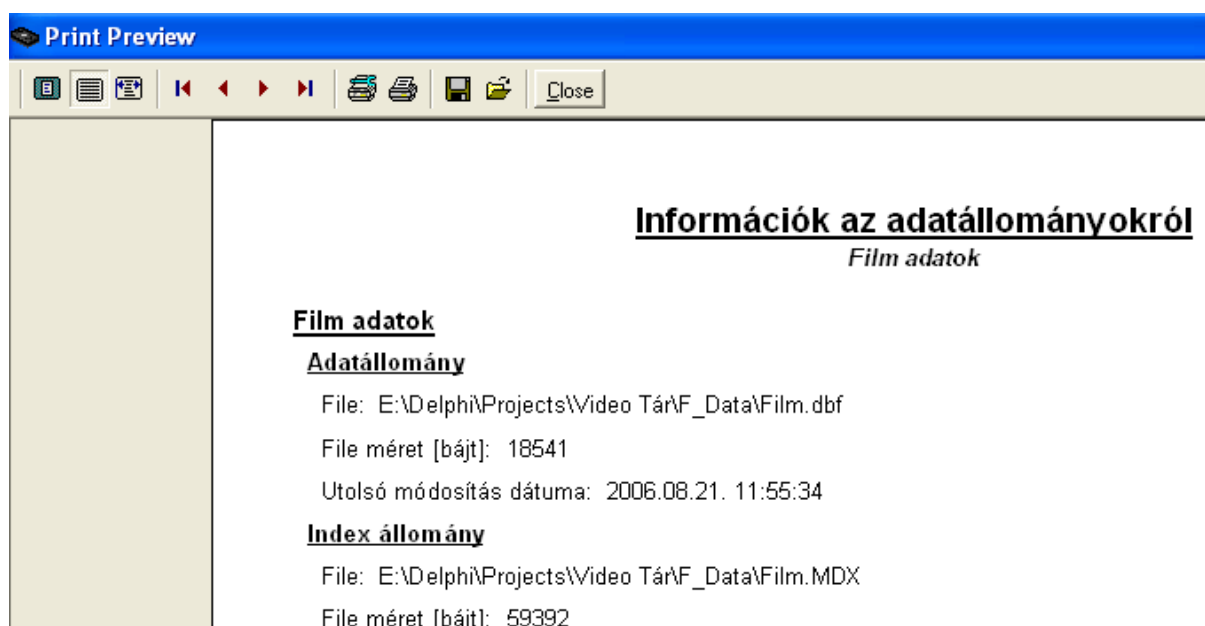 Print Preview
Close
Információk az adatállományokról
Film adatok
Film adatok
Adatállomány
File: E:\Delphi\Projects\Video Tár\F_Data\Film.dbf
File méret [bájt]: 18541
Utolsó módosítás dátuma: 2006.08.21. 11:55:34
Index állomány
File: E:\Delphi\Projects\Video Tár\F_Data\Film.MDX
File méret [bájt]: 59392